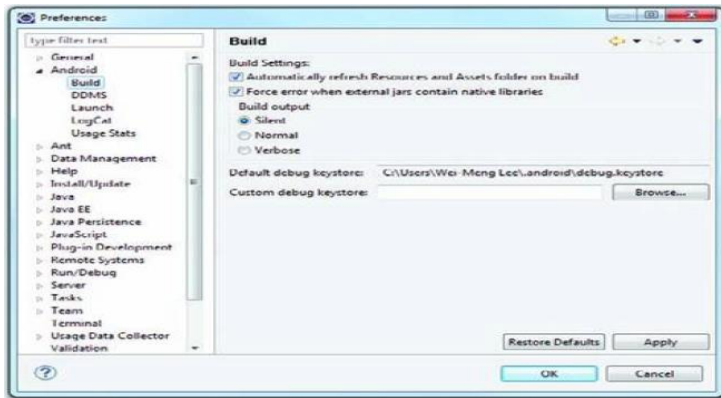 Preferences
type filter text
General
Android
Build
DDMS
Launch
LogCat
Usage Stats
Ant
Data Management
Help
Install/Update
Java
Java EE
Java Persistence
JavaScript
Plug-in Development
Remote Systems
Run/Debug
Server
Tasks
Team
Terminal
Usage Data Collector
Validation
Build
Build Settings:
Automatically refresh Resources and Assets folder on build
Force error when external jars contain native libraries
Build output
Silent
Normal
Verbose
Default debug keystore: C:\Users\Wei-Meng Lee\.android\debug.keystore
Custom debug keystore: Browse...
Restore Defaults Apply
OK Cancel